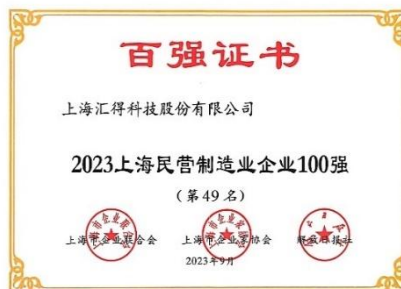 百强证书
上海汇得科技股份有限公司
2023上海民营制造业企业100强
(第49名)
上海市企业联合会 上海市企业家协会 解放日报社
2023年9月